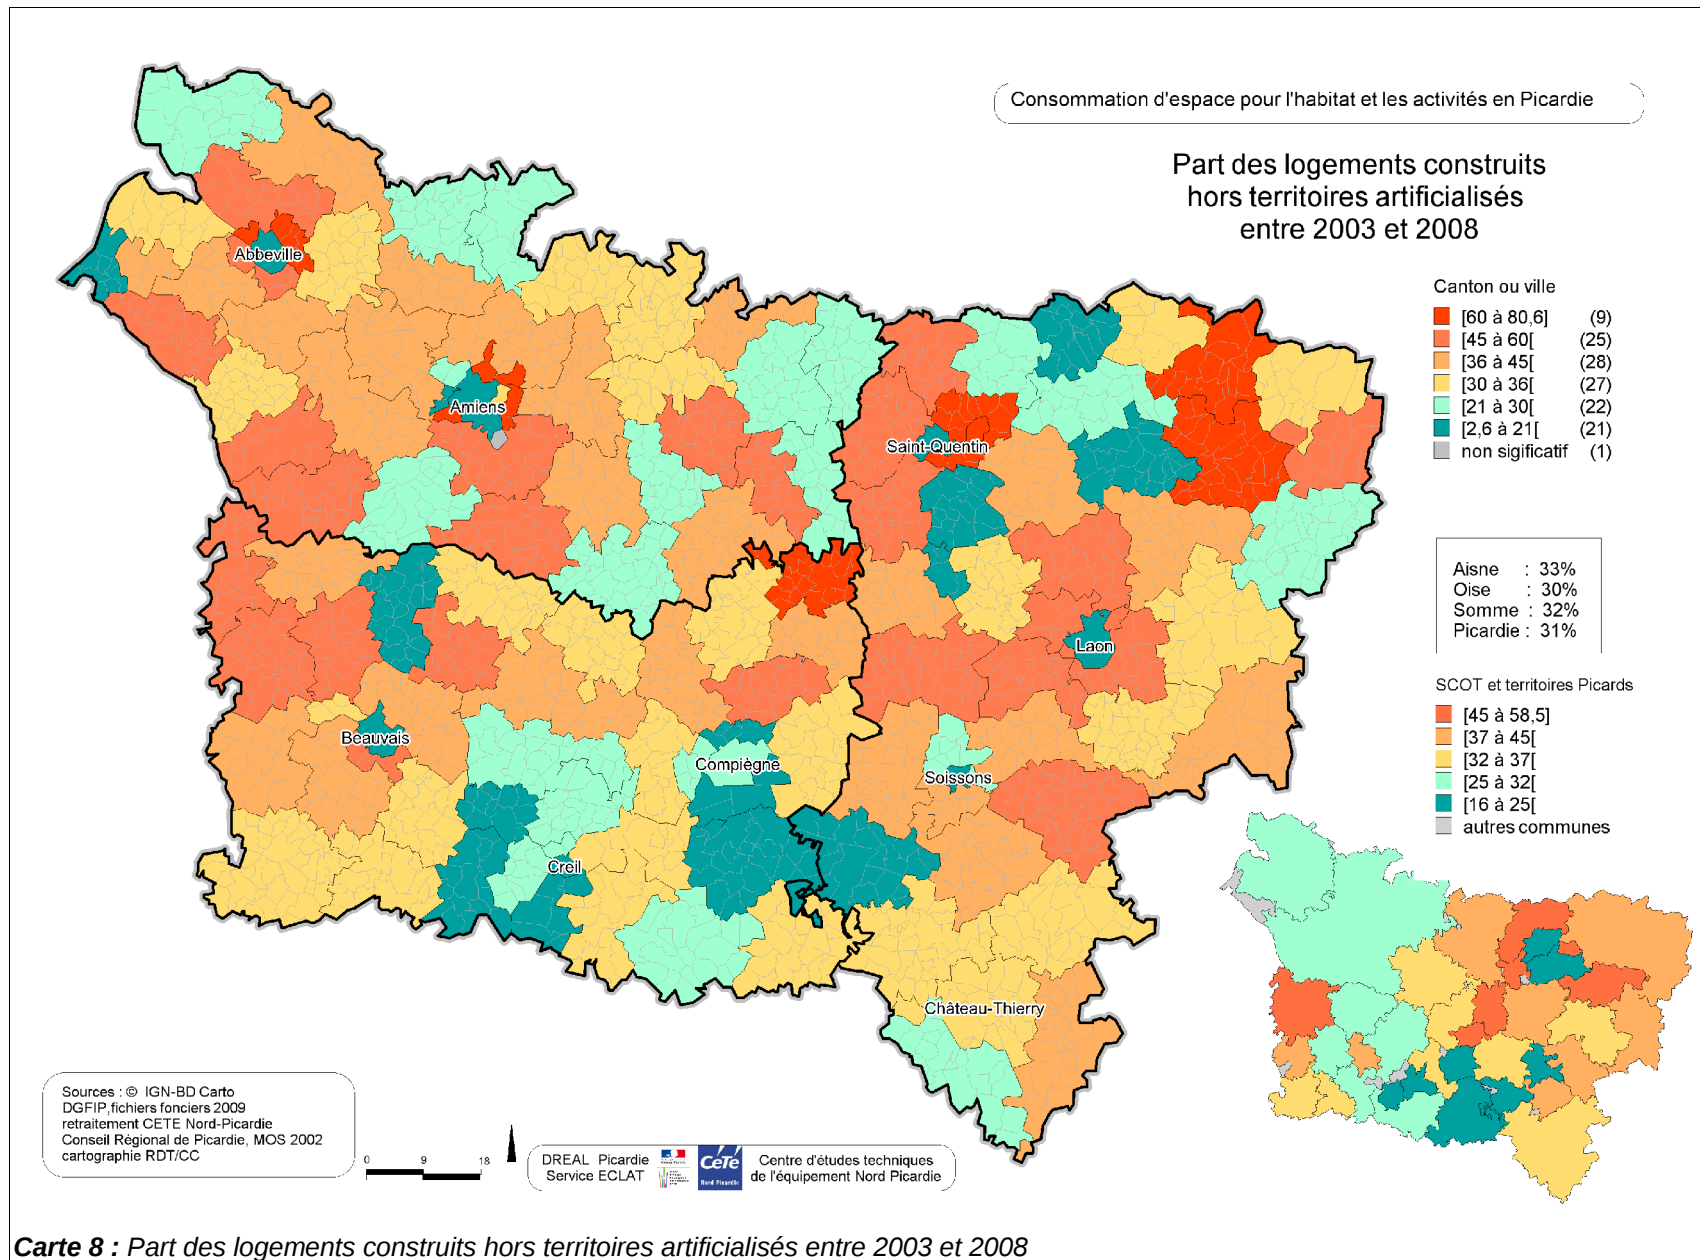 Consommation d'espace pour l'habitat et les activités en Picardie
Part des logements construits
hors territoires artificialisés
entre 2003 et 2008
Canton ou ville
[60 à 80,6] (9)
[45 à 60[ (25)
[36 à 45[ (28)
[30 à 36[ (27)
[21 à 30[ (22)
[2,6 à 21[ (21)
non sigificatif (1)
Abbeville
Amiens
Saint-Quentin
Laon
Beauvais
Compiègne
Soissons
Creil
Château-Thierry
Aisne : 33%
Oise : 30%
Somme : 32%
Picardie : 31%
SCOT et territoires Picards
[45 à 58,5]
[37 à 45[
[32 à 37[
[25 à 32[
[16 à 25[
autres communes
Sources : © IGN-BD Carto
DGFIP,fichiers fonciers 2009
retraitement CETE Nord-Picardie
Conseil Régional de Picardie, MOS 2002
cartographie RDT/CC
0 9 18
DREAL Picardie
Service ECLAT
CeTe
Nord Picardie
Centre d'études techniques
de l'équipement Nord Picardie
Carte 8 : Part des logements construits hors territoires artificialisés entre 2003 et 2008